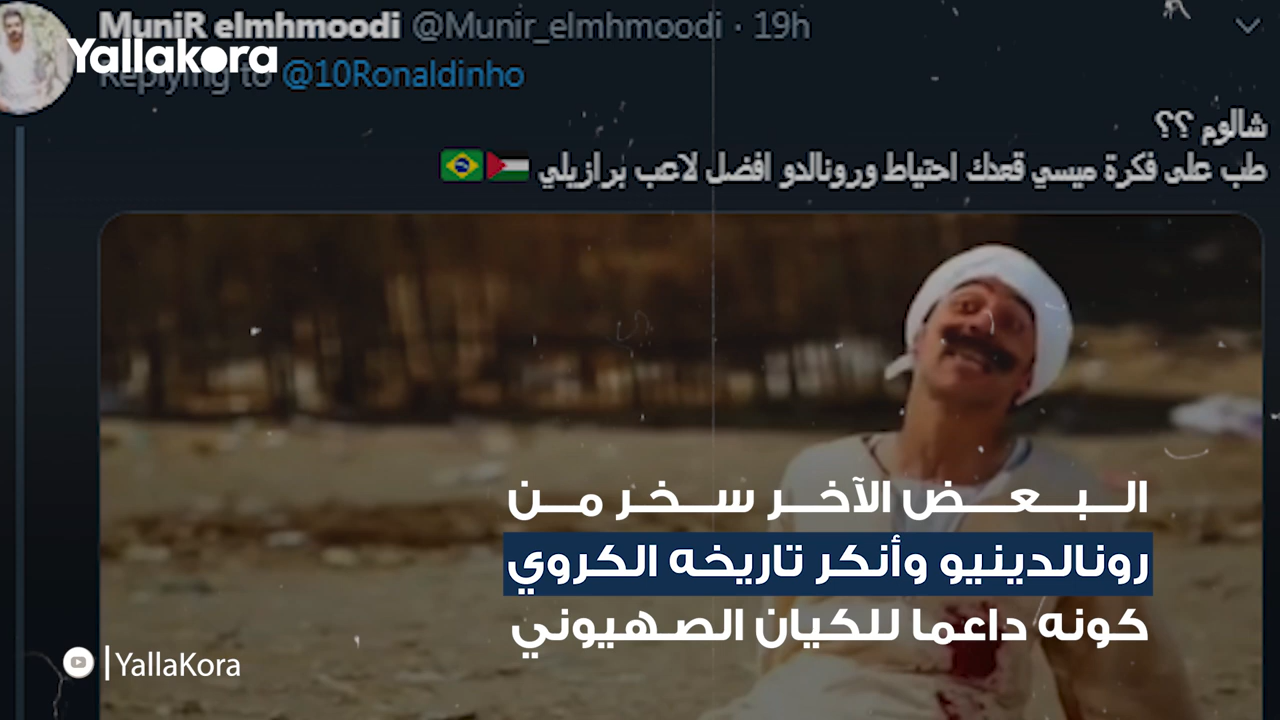 MuniR elmhmoodi @Munir_elmhmoodi · 19h
Yallakora
Replying to @10Ronaldinho
شالوم ؟؟
طب على فكرة ميسي قعدك احتياط ورونالدو افضل لاعب برازيلي
البعض الآخر سخر من
رونالدينيو وأنكر تاريخه الكروي
كونه داعما للكيان الصهيوني
YallaKora